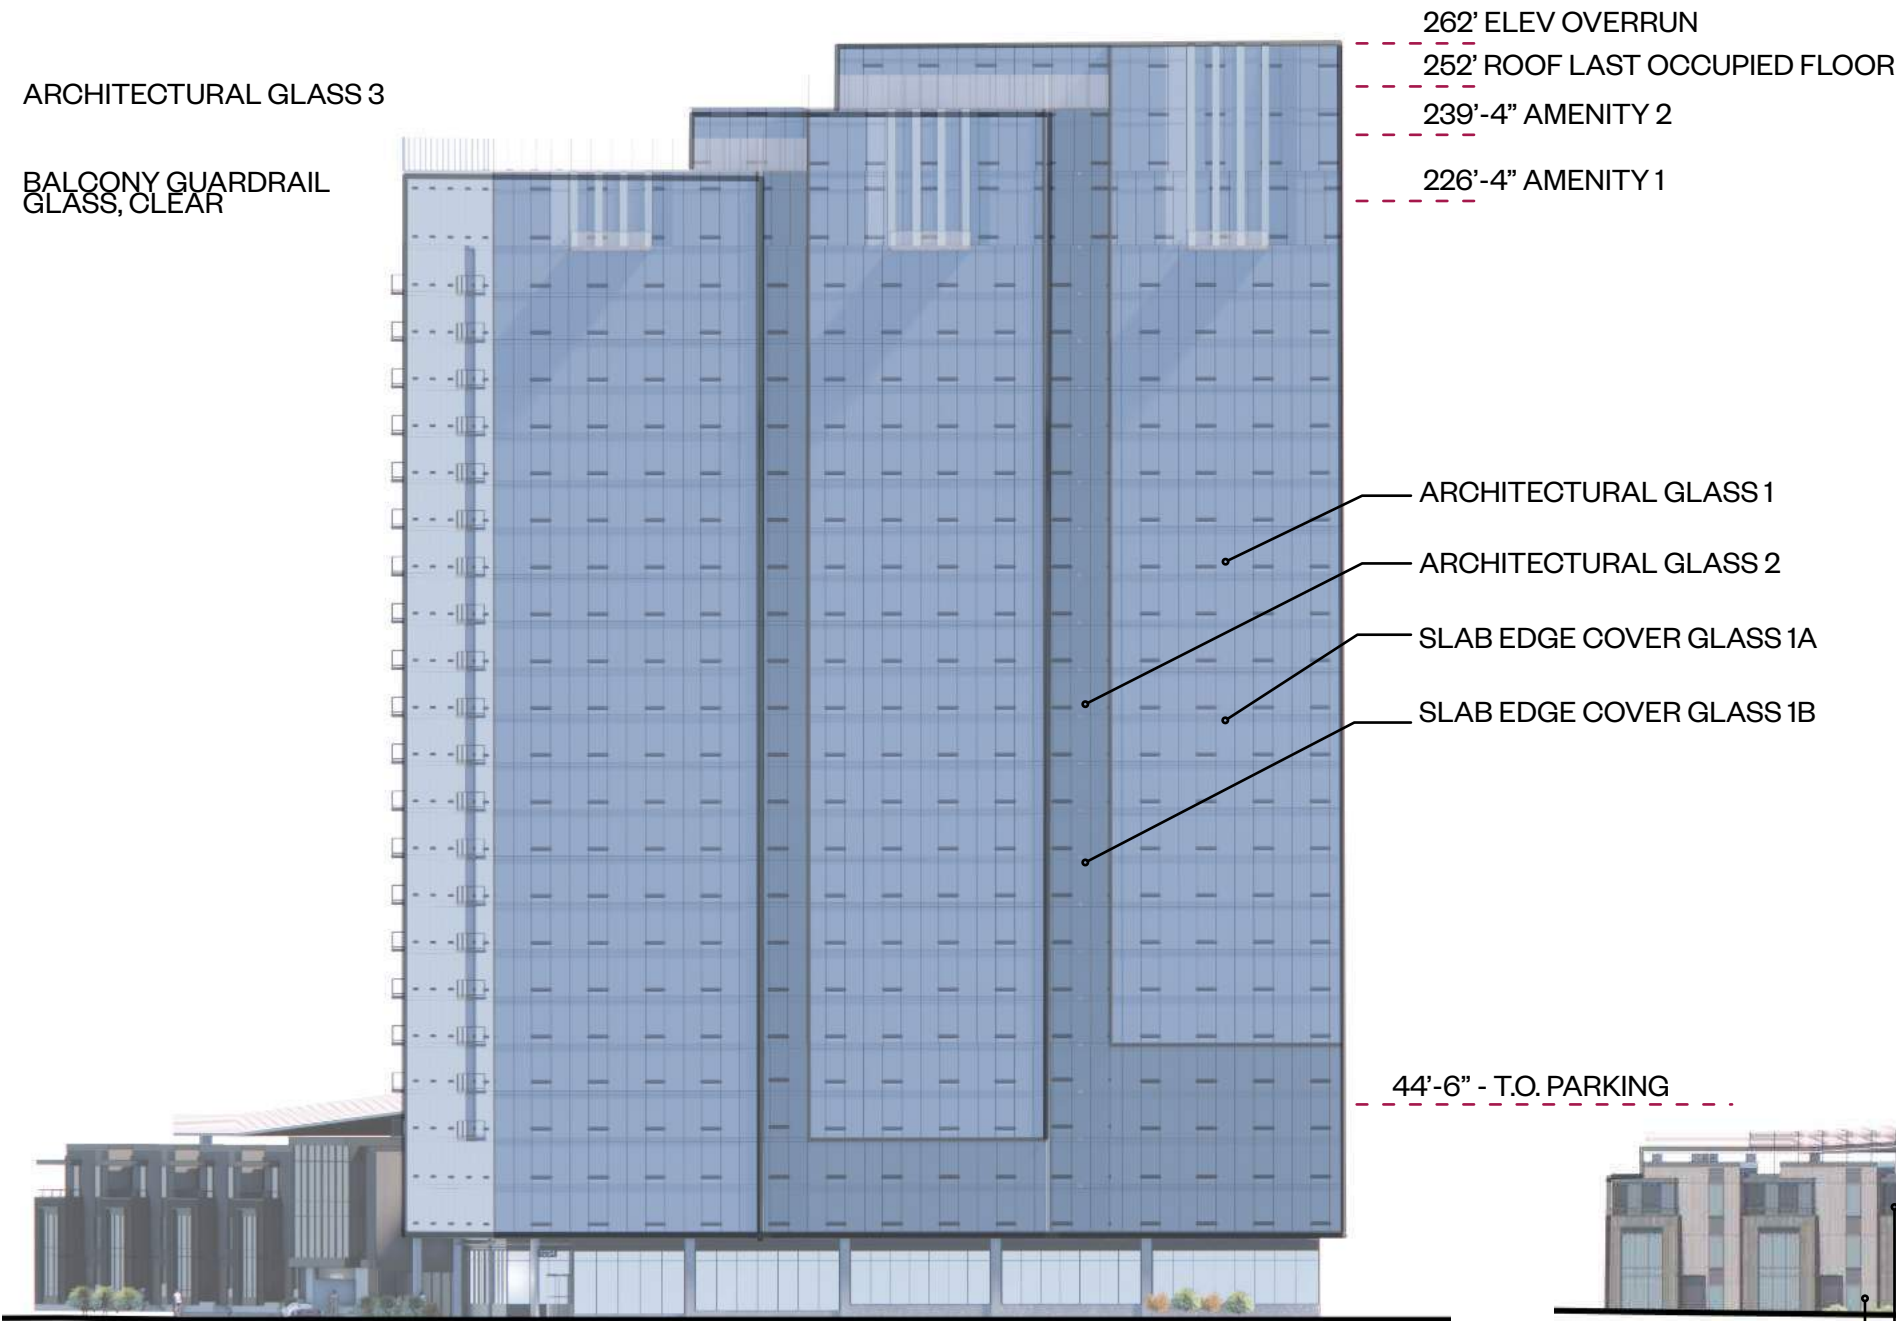 262’ ELEV OVERRUN
252’ ROOF LAST OCCUPIED FLOOR
ARCHITECTURAL GLASS 3
239’-4” AMENITY 2
BALCONY GUARDRAIL
GLASS, CLEAR
226’-4” AMENITY 1
ARCHITECTURAL GLASS 1
ARCHITECTURAL GLASS 2
SLAB EDGE COVER GLASS 1A
SLAB EDGE COVER GLASS 1B
44’-6” - T.O. PARKING